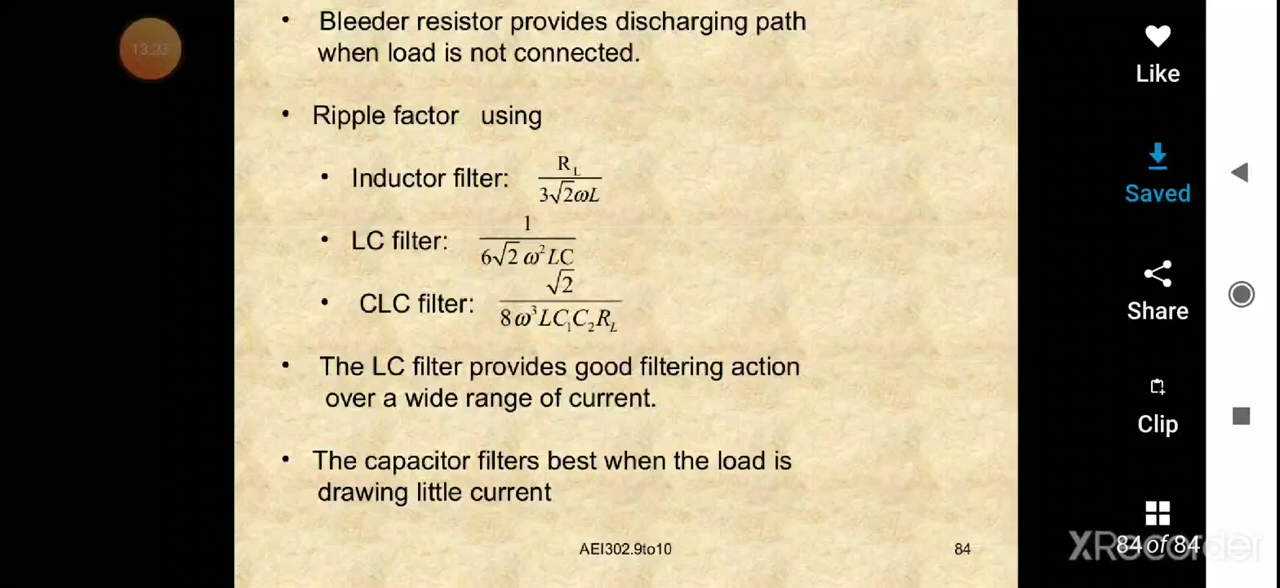 • Bleeder resistor provides discharging path
when load is not connected.
• Ripple factor using
• Inductor filter: R_L / 3√2ωL
• LC filter: 1 / 6√2 ω² LC
• CLC filter: √2 / 8ω³LC₁C₂R_L
• The LC filter provides good filtering action
over a wide range of current.
• The capacitor filters best when the load is
drawing little current
AEI302.9to10
84
Like
Saved
Share
Clip
84 of 84
XRecorder